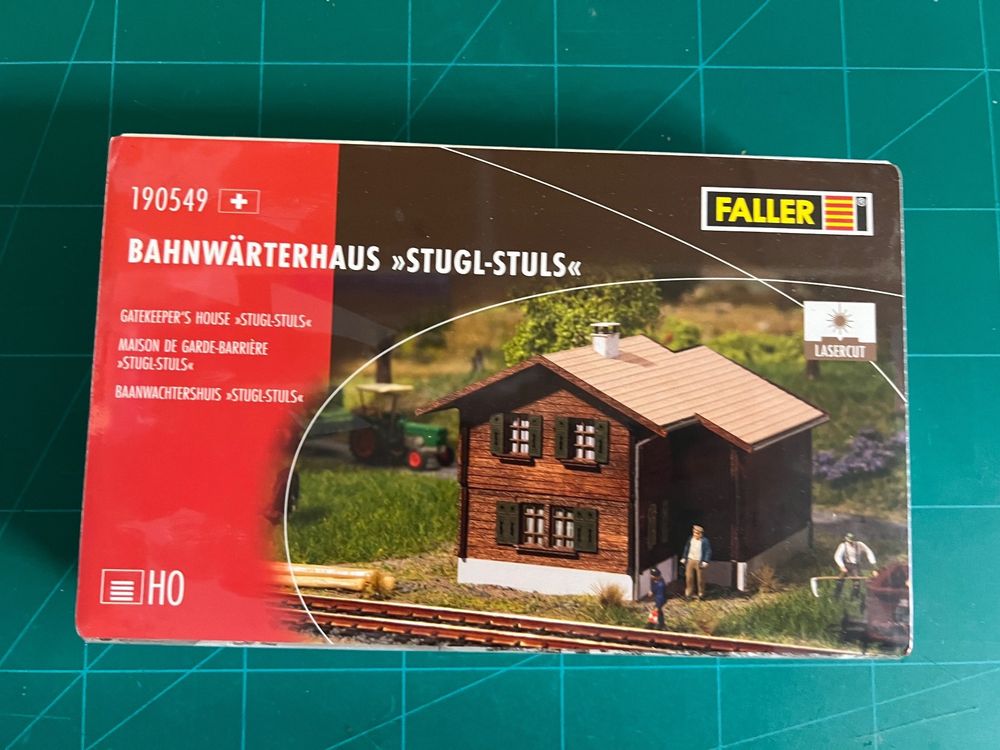 190549
FALLER ®
BAHNWÄRTERHAUS »STUGL-STULS«
GATEKEEPER'S HOUSE »STUGL-STULS«
MAISON DE GARDE-BARRIÈRE
»STUGL-STULS«
BAANWACHTERSHUIS »STUGL-STULS«
LASERCUT
H0